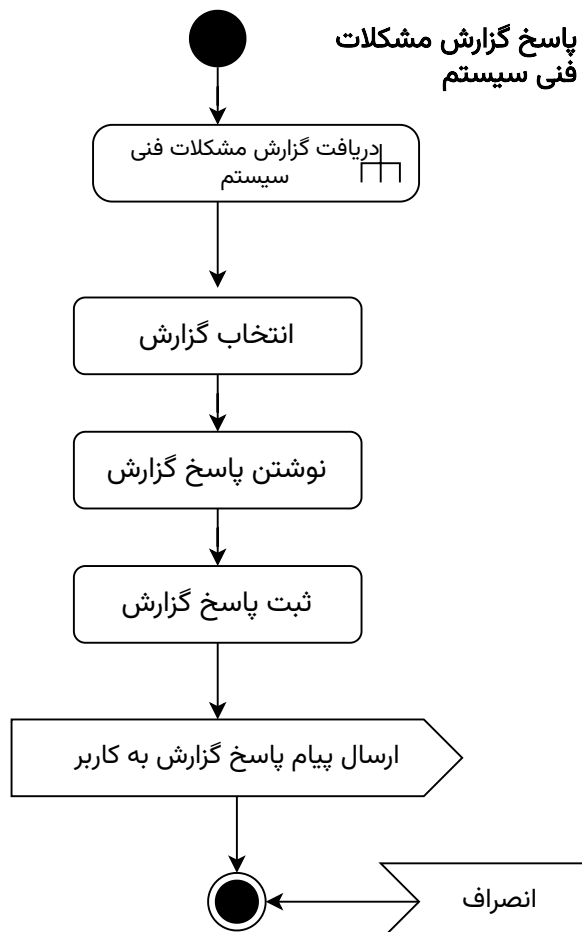 پاسخ گزارش مشکلات
فنی سیستم
دریافت گزارش مشکلات فنی
سیستم
انتخاب گزارش
نوشتن پاسخ گزارش
ثبت پاسخ گزارش
ارسال پیام پاسخ گزارش به کاربر
انصراف